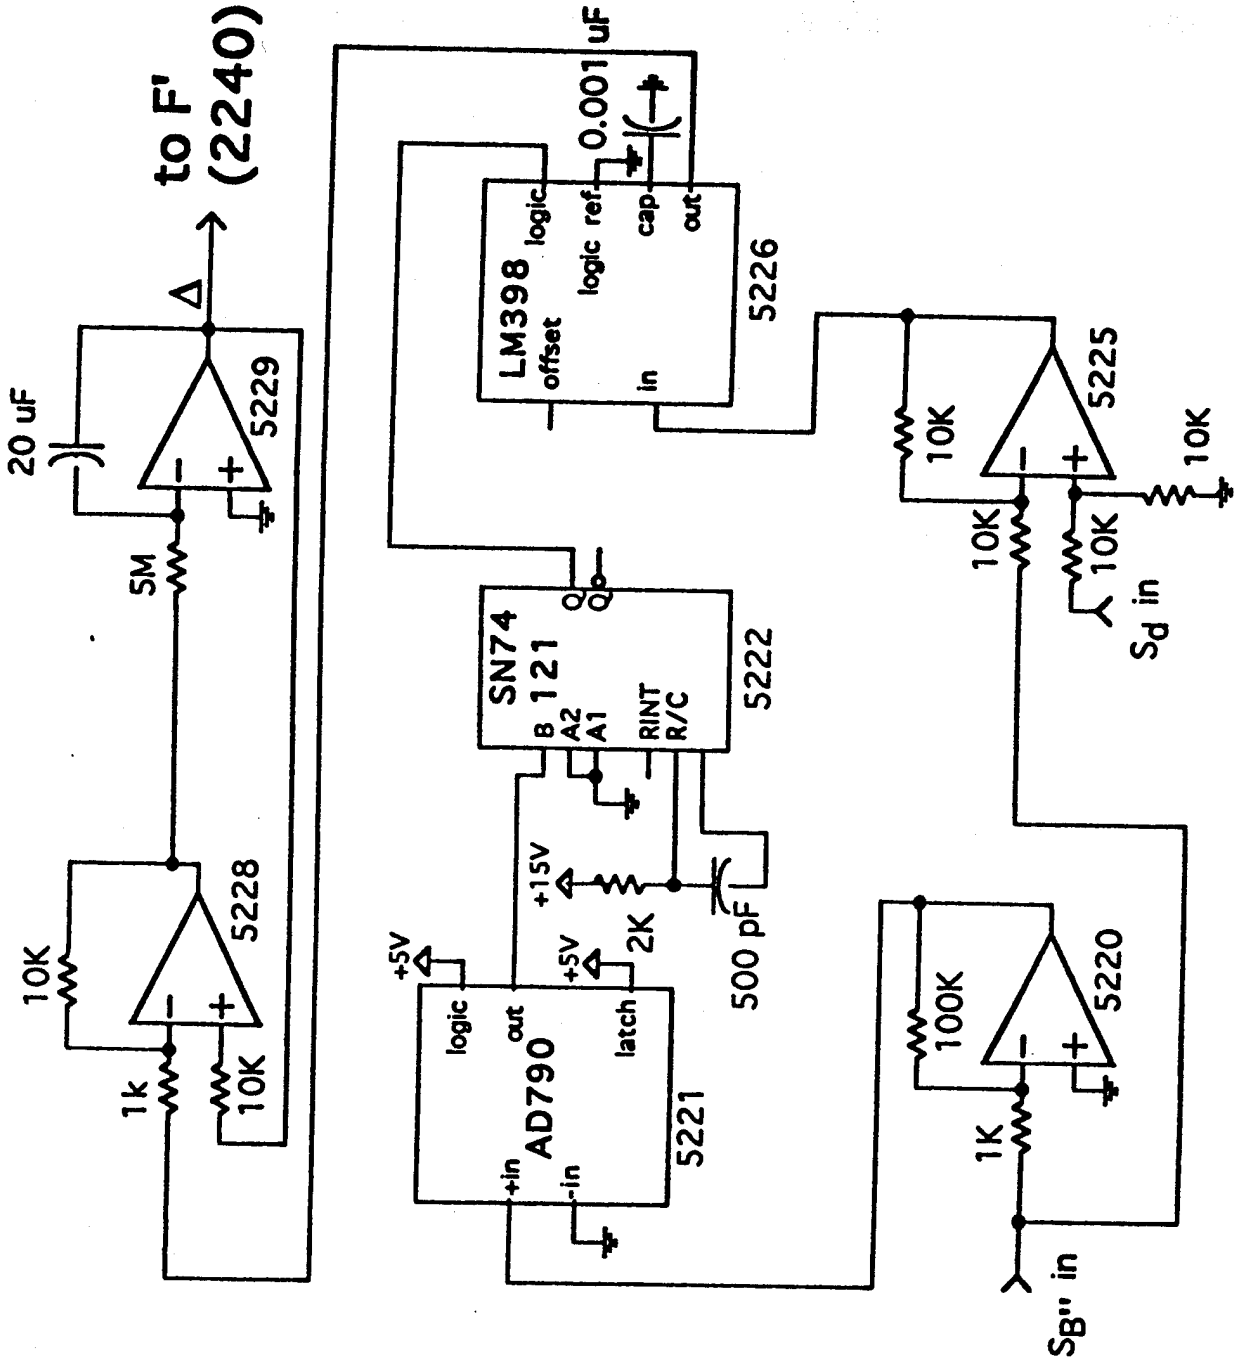 20 uF
5M
−
+
5229
Δ
to F'
(2240)
10K
−
+
5228
1k
10K
+5V
logic
out
+5V
latch
AD790
+in
-in
5221
+15V
2K
500 pF
SN74
121
B
A2
A1
RINT
R/C
Q
Q
5222
LM398
offset
in
logic
logic ref
cap
out
0.001 uF
5226
100K
1K
−
+
5220
SB'' in
10K
10K
−
+
5225
10K
10K
Sd in